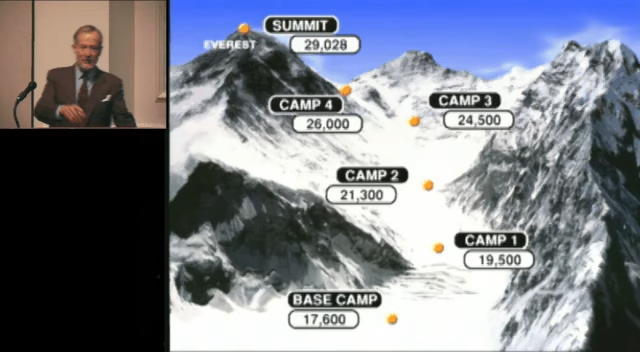 SUMMIT
EVEREST
29,028
CAMP 4
26,000
CAMP 3
24,500
CAMP 2
21,300
CAMP 1
19,500
BASE CAMP
17,600